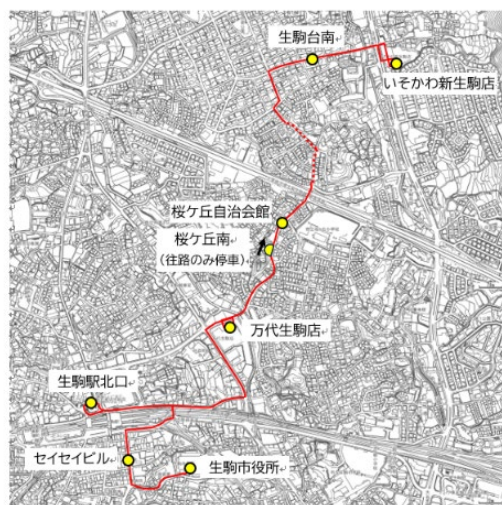 生駒台南
いそかわ新生駒店
桜ケ丘自治会館
桜ケ丘南
(往路のみ停車)
万代生駒店
生駒駅北口
セイセイビル
生駒市役所